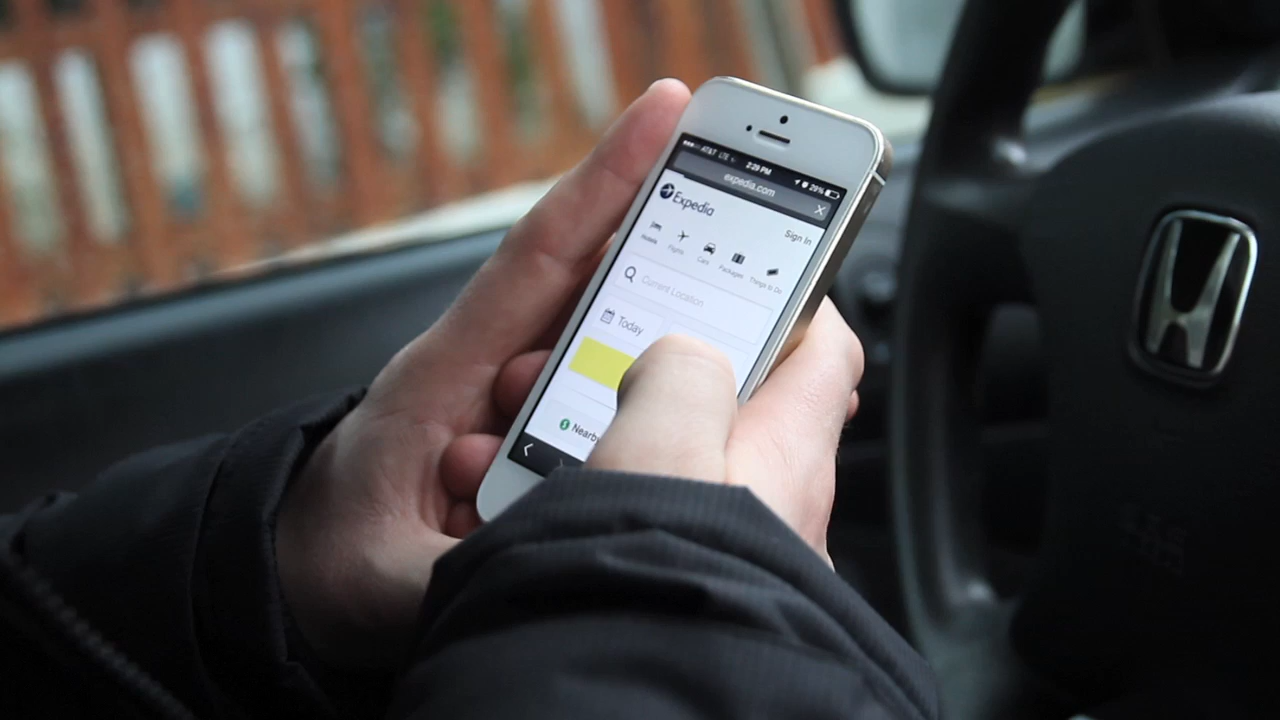 AT&T LTE 2:29 PM 29%
expedia.com
Expedia
Sign In
Hotels Flights Cars Packages Things to Do
Current Location
Today
Nearb